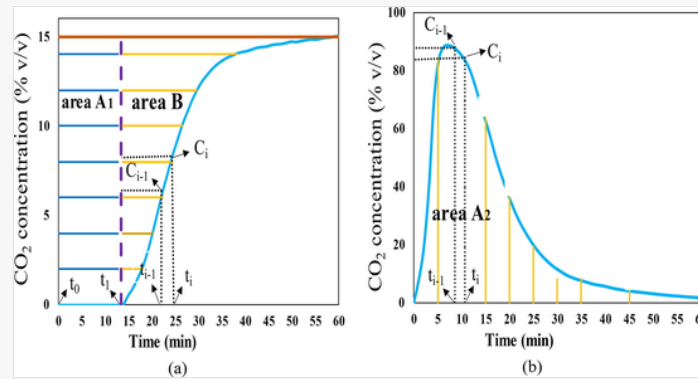 CO2 concentration (% v/v)
15
10
5
0
area A1
area B
Ci
Ci-1
t0
t1
ti-1
ti
0 5 10 15 20 25 30 35 40 45 50 55 60
Time (min)
(a)
CO2 concentration (% v/v)
100
80
60
40
20
0
Ci-1
Ci
area A2
ti-1
ti
0 5 10 15 20 25 30 35 40 45 50 55 60
Time (min)
(b)